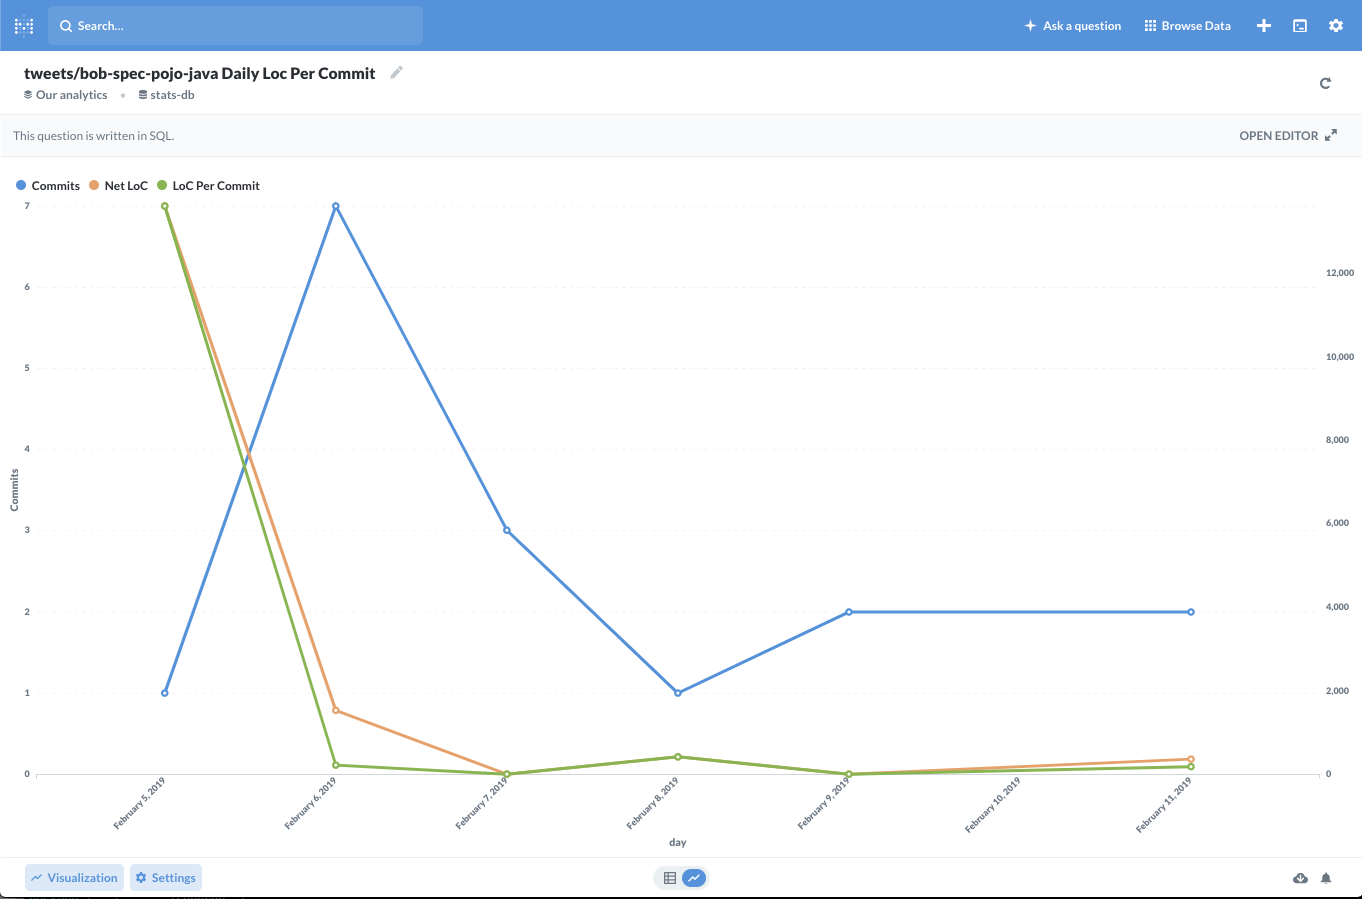 Search...
Ask a question
Browse Data
tweets/bob-spec-pojo-java Daily Loc Per Commit
Our analytics • stats-db
This question is written in SQL.
OPEN EDITOR
Commits Net LoC LoC Per Commit
7
6
5
4
3
2
1
0
Commits
12,000
10,000
8,000
6,000
4,000
2,000
0
February 5, 2019
February 6, 2019
February 7, 2019
February 8, 2019
February 9, 2019
February 10, 2019
February 11, 2019
day
Visualization
Settings